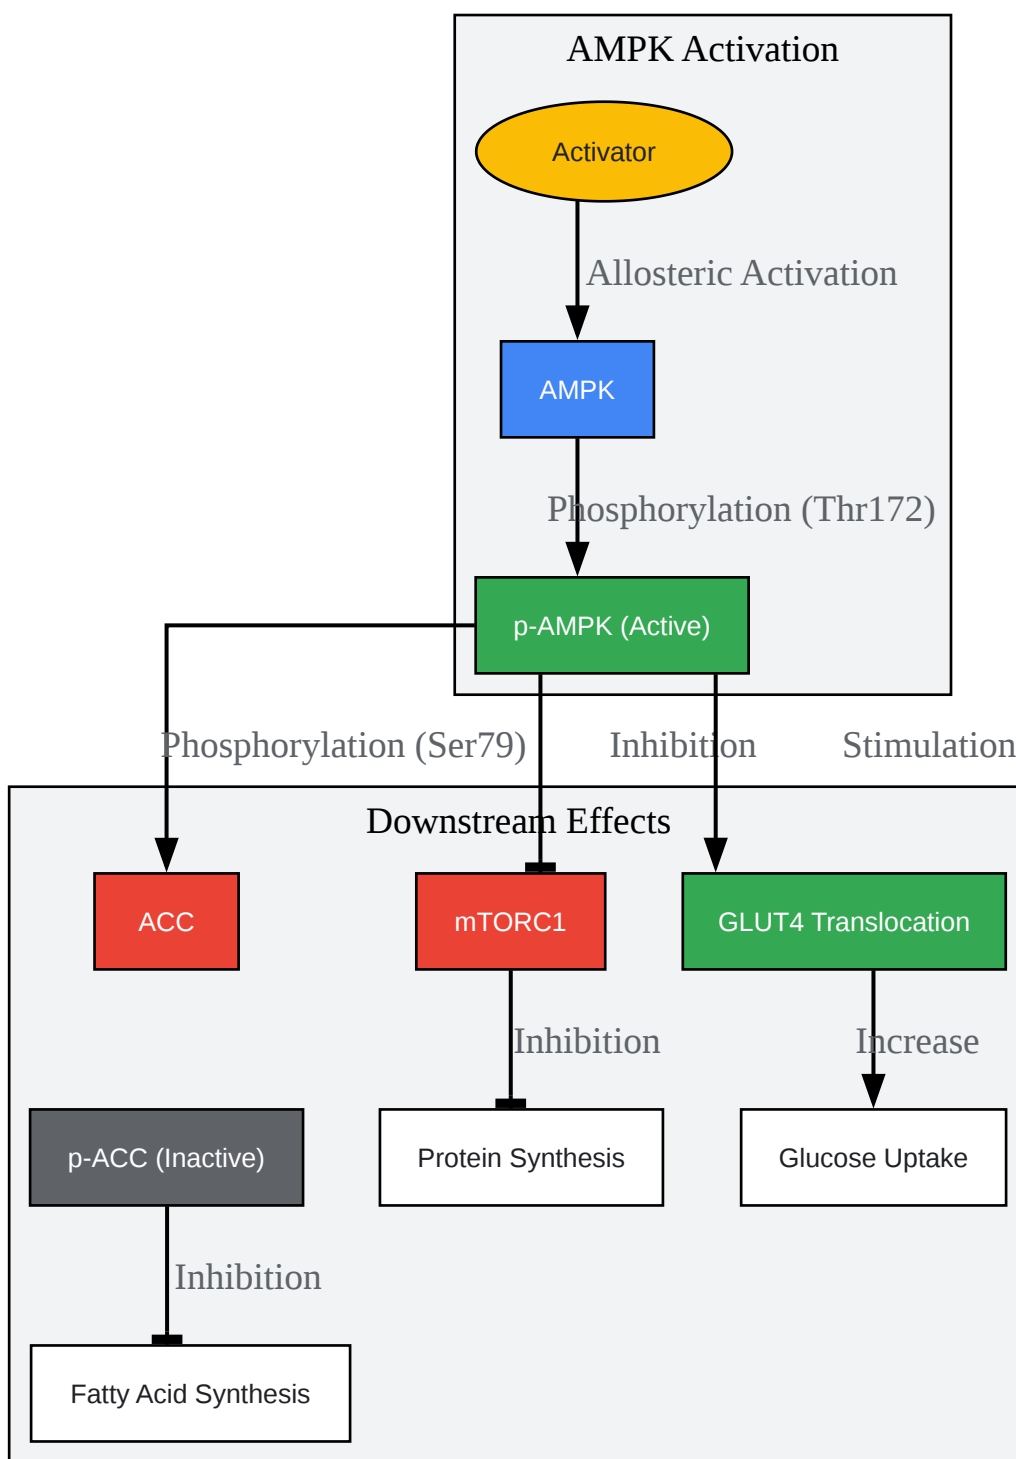 AMPK Activation
Activator
Allosteric Activation
AMPK
Phosphorylation (Thr172)
p-AMPK (Active)
Phosphorylation (Ser79)
Inhibition
Stimulation
Downstream Effects
ACC
mTORC1
GLUT4 Translocation
Inhibition
Increase
p-ACC (Inactive)
Protein Synthesis
Glucose Uptake
Inhibition
Fatty Acid Synthesis